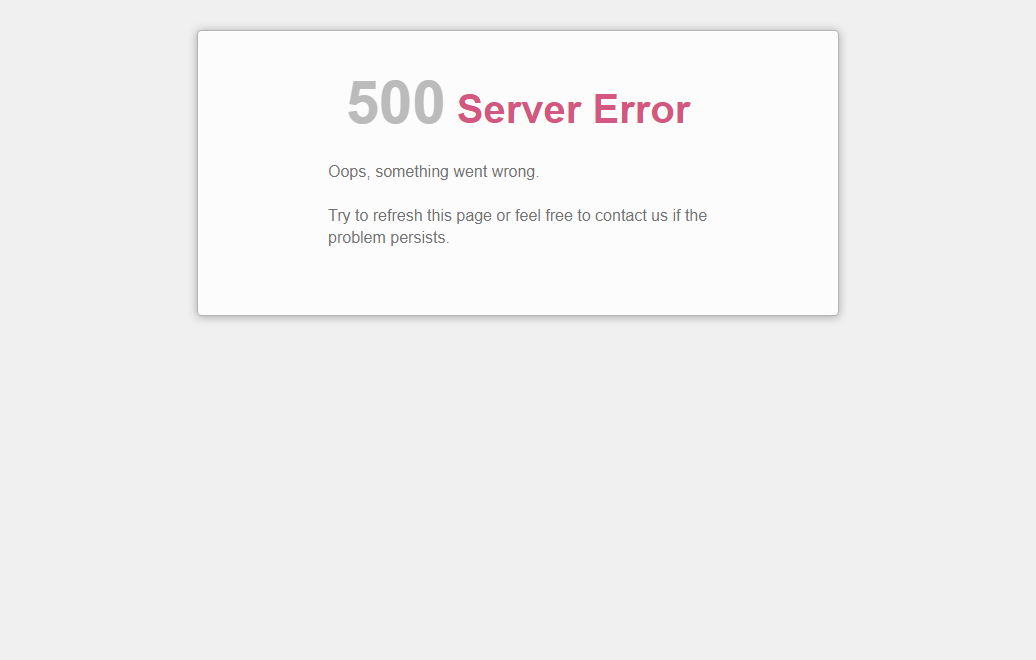 500 Server Error
Oops, something went wrong.
Try to refresh this page or feel free to contact us if the
problem persists.